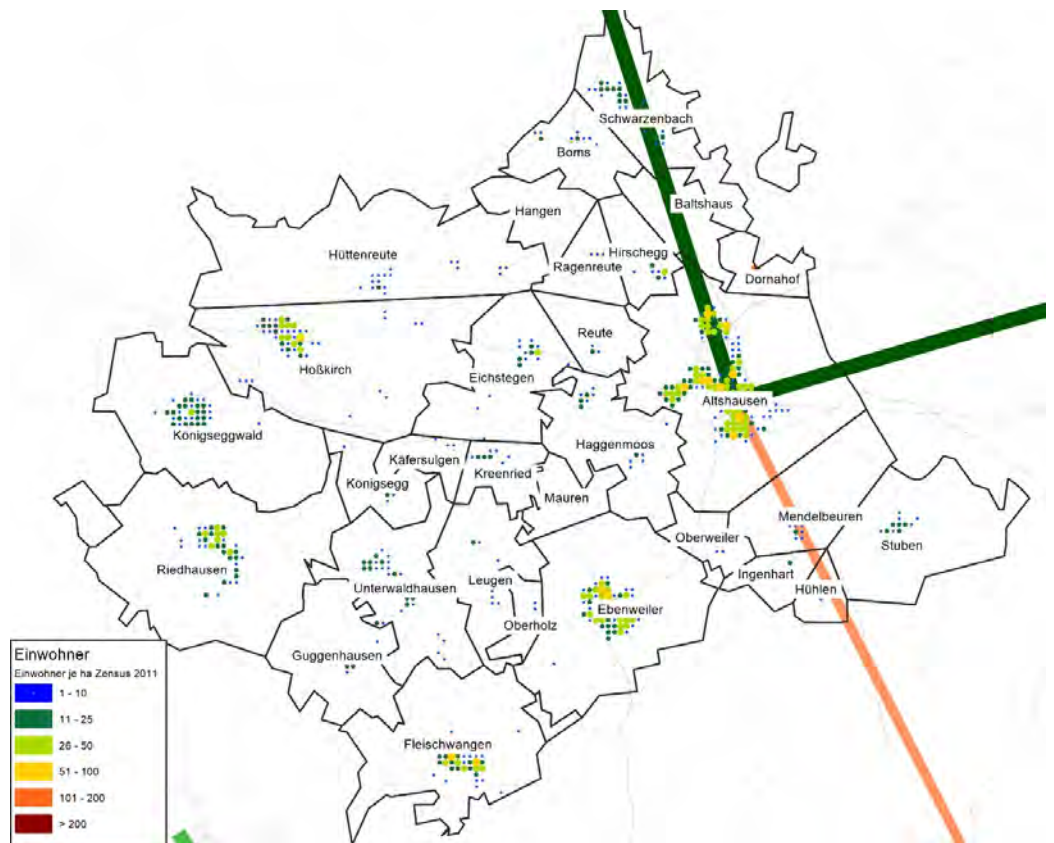 Schwarzenbach
Boms
Baltshaus
Hangen
Hirschegg
Hüttenreute
Ragenreute
Dornahof
Reute
Hoßkirch
Eichstegen
Altshausen
Königseggwald
Haggenmoos
Käfersulgen
Kreenried
Königsegg
Mauren
Mendelbeuren
Oberweiler
Stuben
Riedhausen
Ingenhart
Leugen
Unterwaldhausen
Hühlen
Ebenweiler
Oberholz
Guggenhausen
Fleischwangen
Einwohner
Einwohner je ha Zensus 2011
1 - 10
11 - 25
26 - 50
51 - 100
101 - 200
> 200